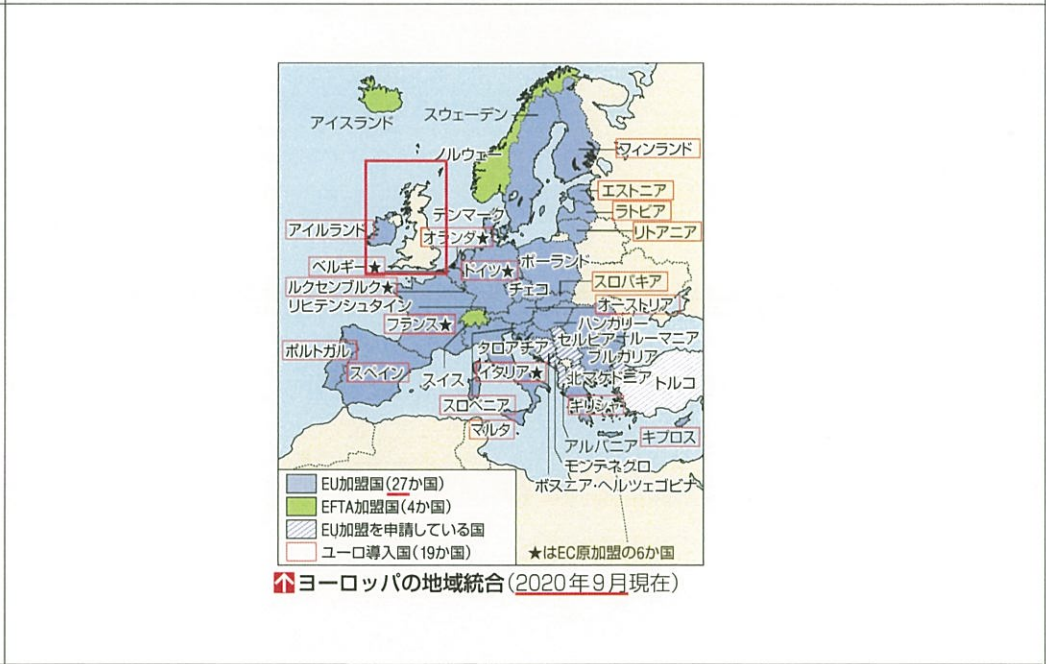 アイスランド
スウェーデン
ノルウェー
フィンランド
エストニア
デンマーク
ラトビア
アイルランド
オランダ★
リトアニア
ベルギー★
ドイツ★
ポーランド
ルクセンブルク★
チェコ
スロバキア
リヒテンシュタイン
オーストリア
フランス★
ハンガリー
セルビア
ルーマニア
クロアチア
ブルガリア
ポルトガル
スペイン
スイス
イタリア★
北マケドニア
トルコ
スロベニア
ギリシャ
マルタ
キプロス
アルバニア
モンテネグロ
ボスニア・ヘルツェゴビナ
EU加盟国(27か国)
EFTA加盟国(4か国)
EU加盟を申請している国
ユーロ導入国(19か国)
★はEC原加盟の6か国
↑ヨーロッパの地域統合(2020年9月現在)